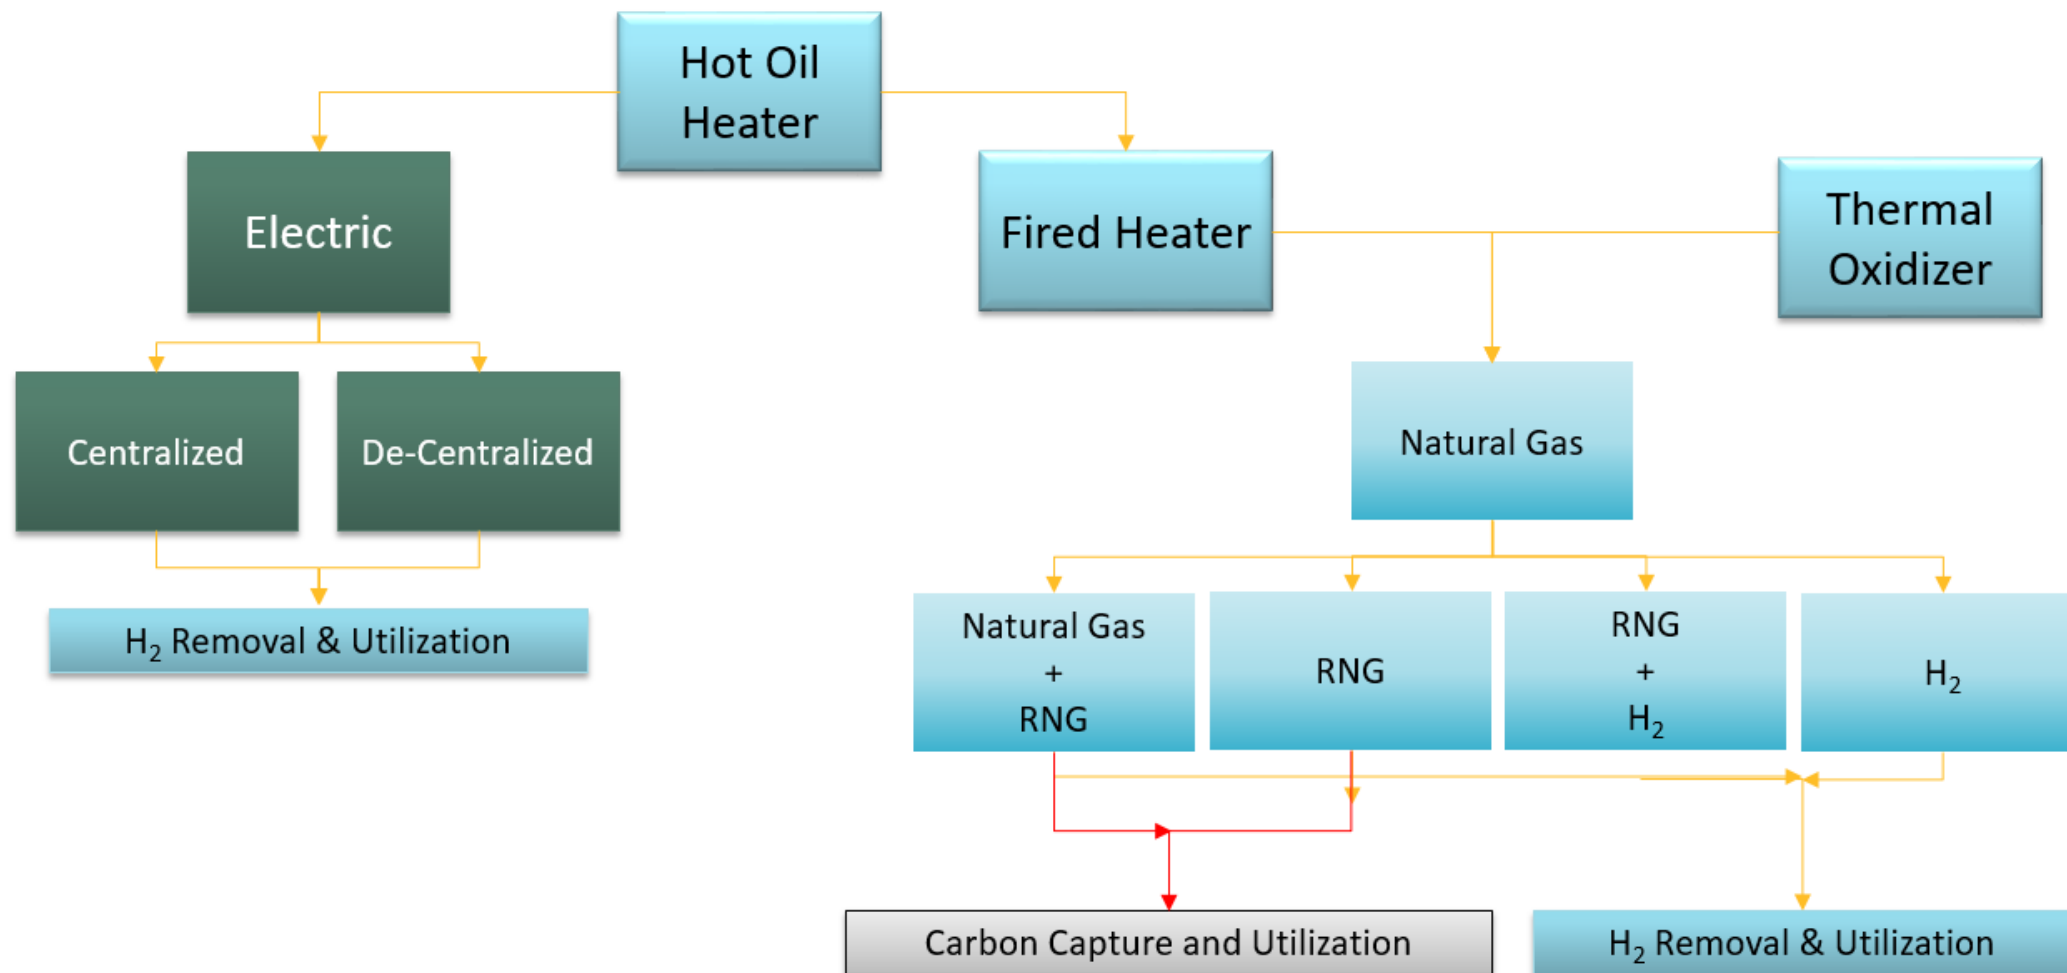 Hot Oil
Heater
Electric
Fired Heater
Thermal
Oxidizer
Centralized
De-Centralized
Natural Gas
H₂ Removal & Utilization
Natural Gas
+
RNG
RNG
RNG
+
H₂
H₂
Carbon Capture and Utilization
H₂ Removal & Utilization